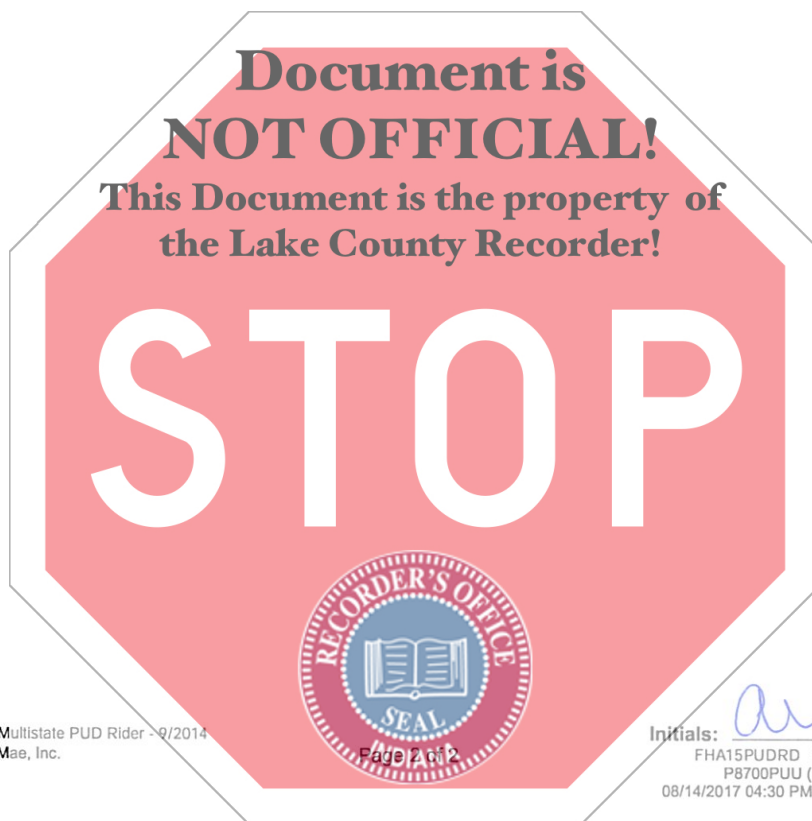 Document is
NOT OFFICIAL!
This Document is the property of
the Lake County Recorder!
STOP
RECORDER'S OFFICE
SEAL
INDIANA
Multistate PUD Rider - 9/2014
Mae, Inc.
Page 2 of 2
Initials:
FHA15PUDRD
P8700PUU (
08/14/2017 04:30 PM